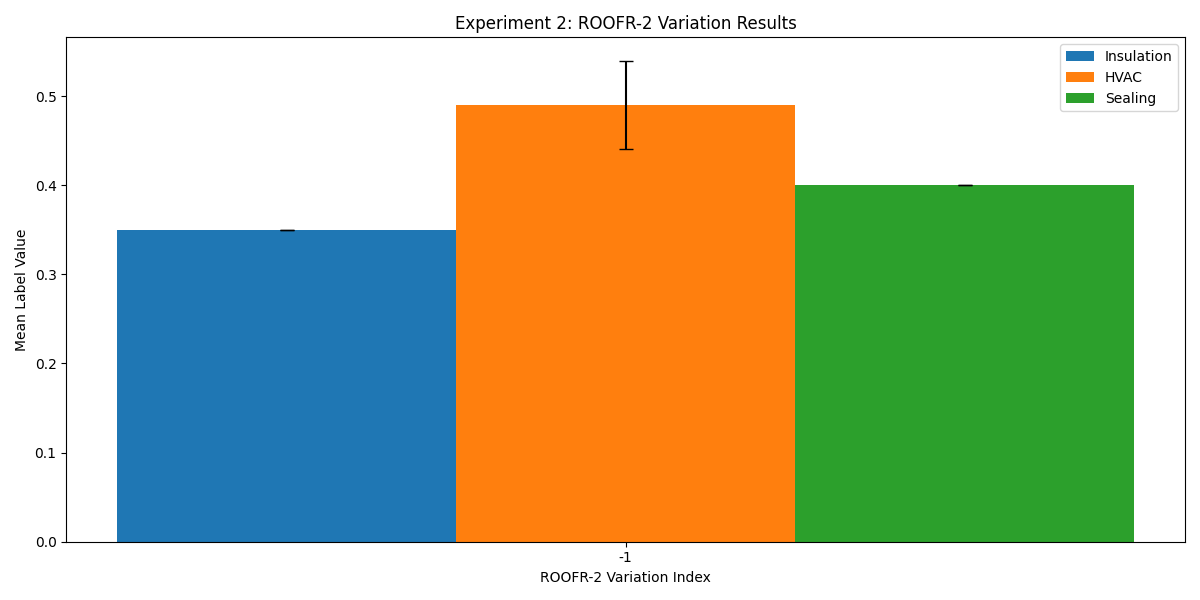 Experiment 2: ROOFR-2 Variation Results
Insulation
HVAC
Sealing
Mean Label Value
0.5
0.4
0.3
0.2
0.1
0.0
-1
ROOFR-2 Variation Index